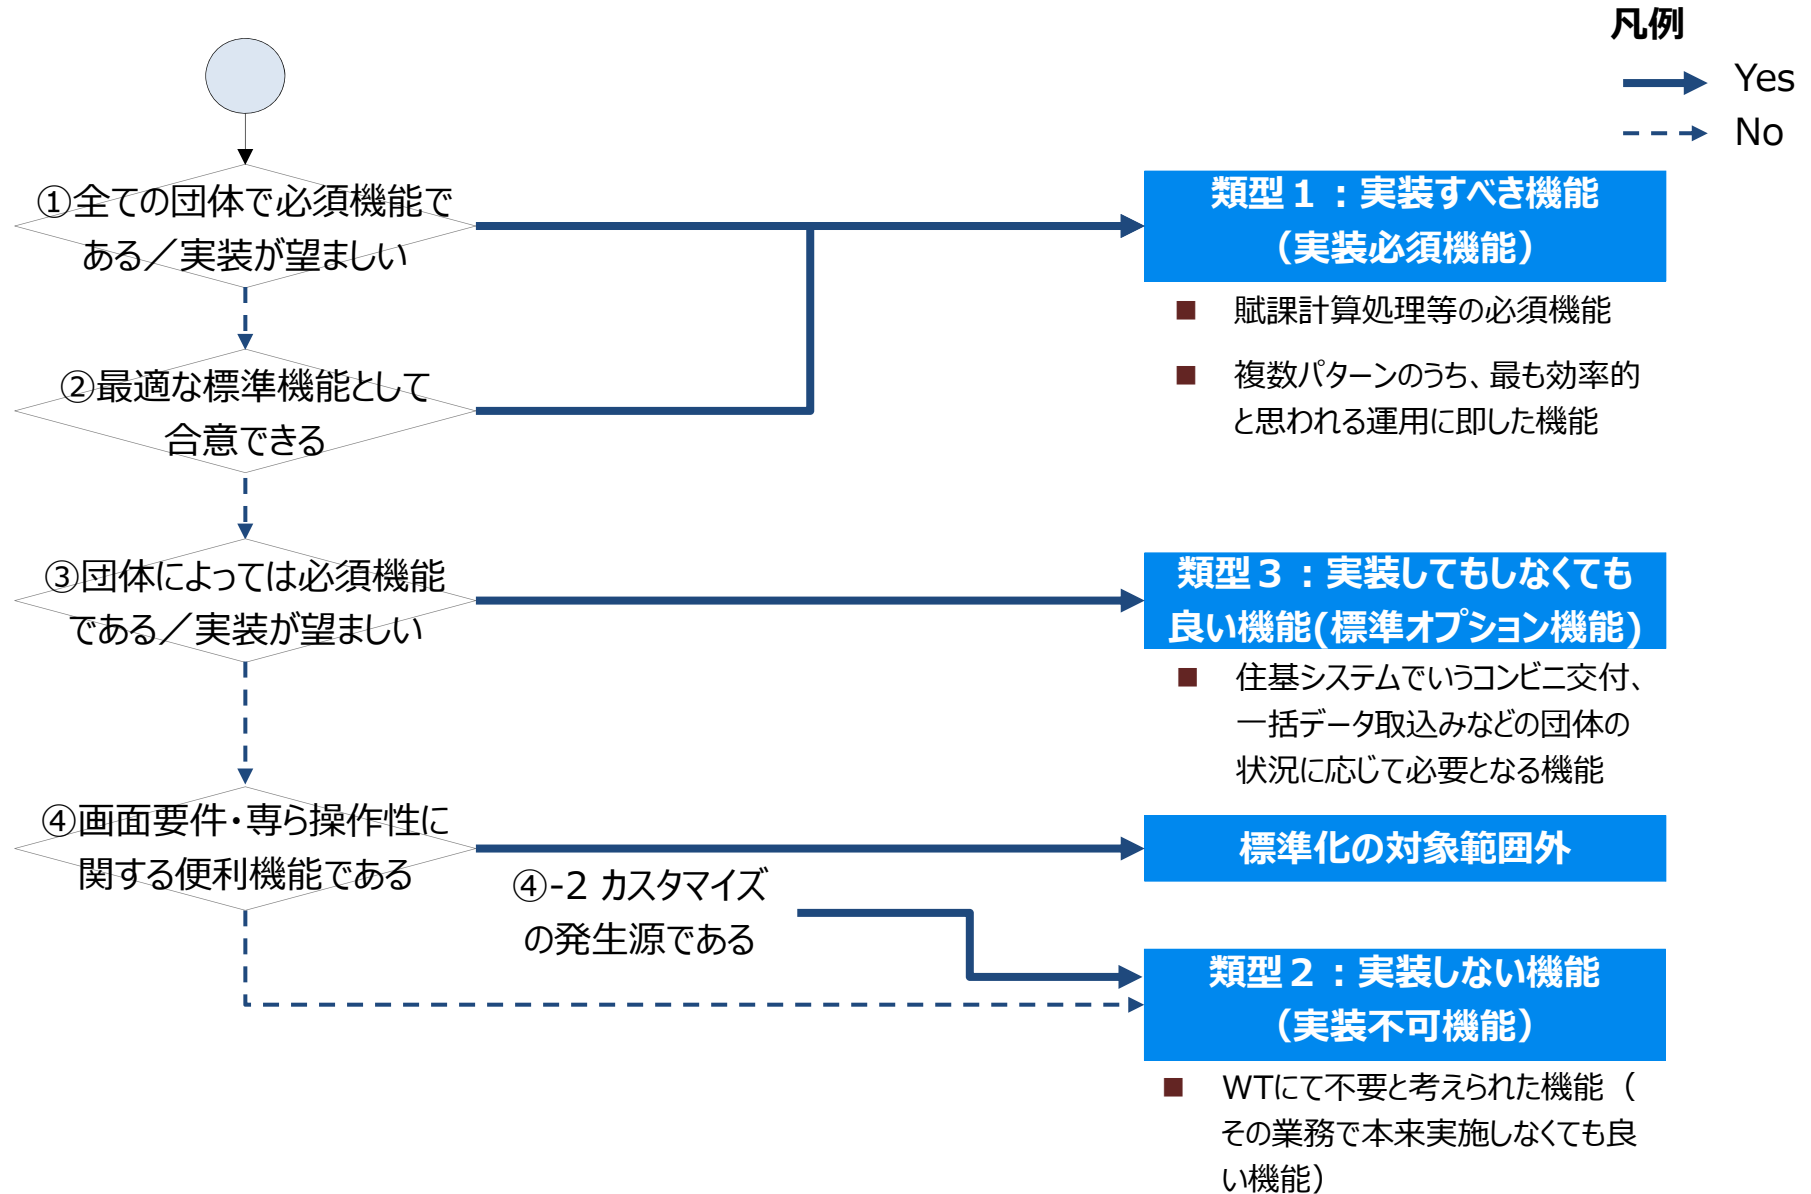 凡例
Yes
No
①全ての団体で必須機能で
ある／実装が望ましい
類型１：実装すべき機能
（実装必須機能）
賦課計算処理等の必須機能
複数パターンのうち、最も効率的
と思われる運用に即した機能
②最適な標準機能として
合意できる
③団体によっては必須機能
である／実装が望ましい
類型３：実装してもしなくても
良い機能(標準オプション機能)
住基システムでいうコンビニ交付、
一括データ取込みなどの団体の
状況に応じて必要となる機能
④画面要件・専ら操作性に
関する便利機能である
標準化の対象範囲外
④-2 カスタマイズ
の発生源である
類型２：実装しない機能
（実装不可機能）
WTにて不要と考えられた機能（
その業務で本来実施しなくても良
い機能）